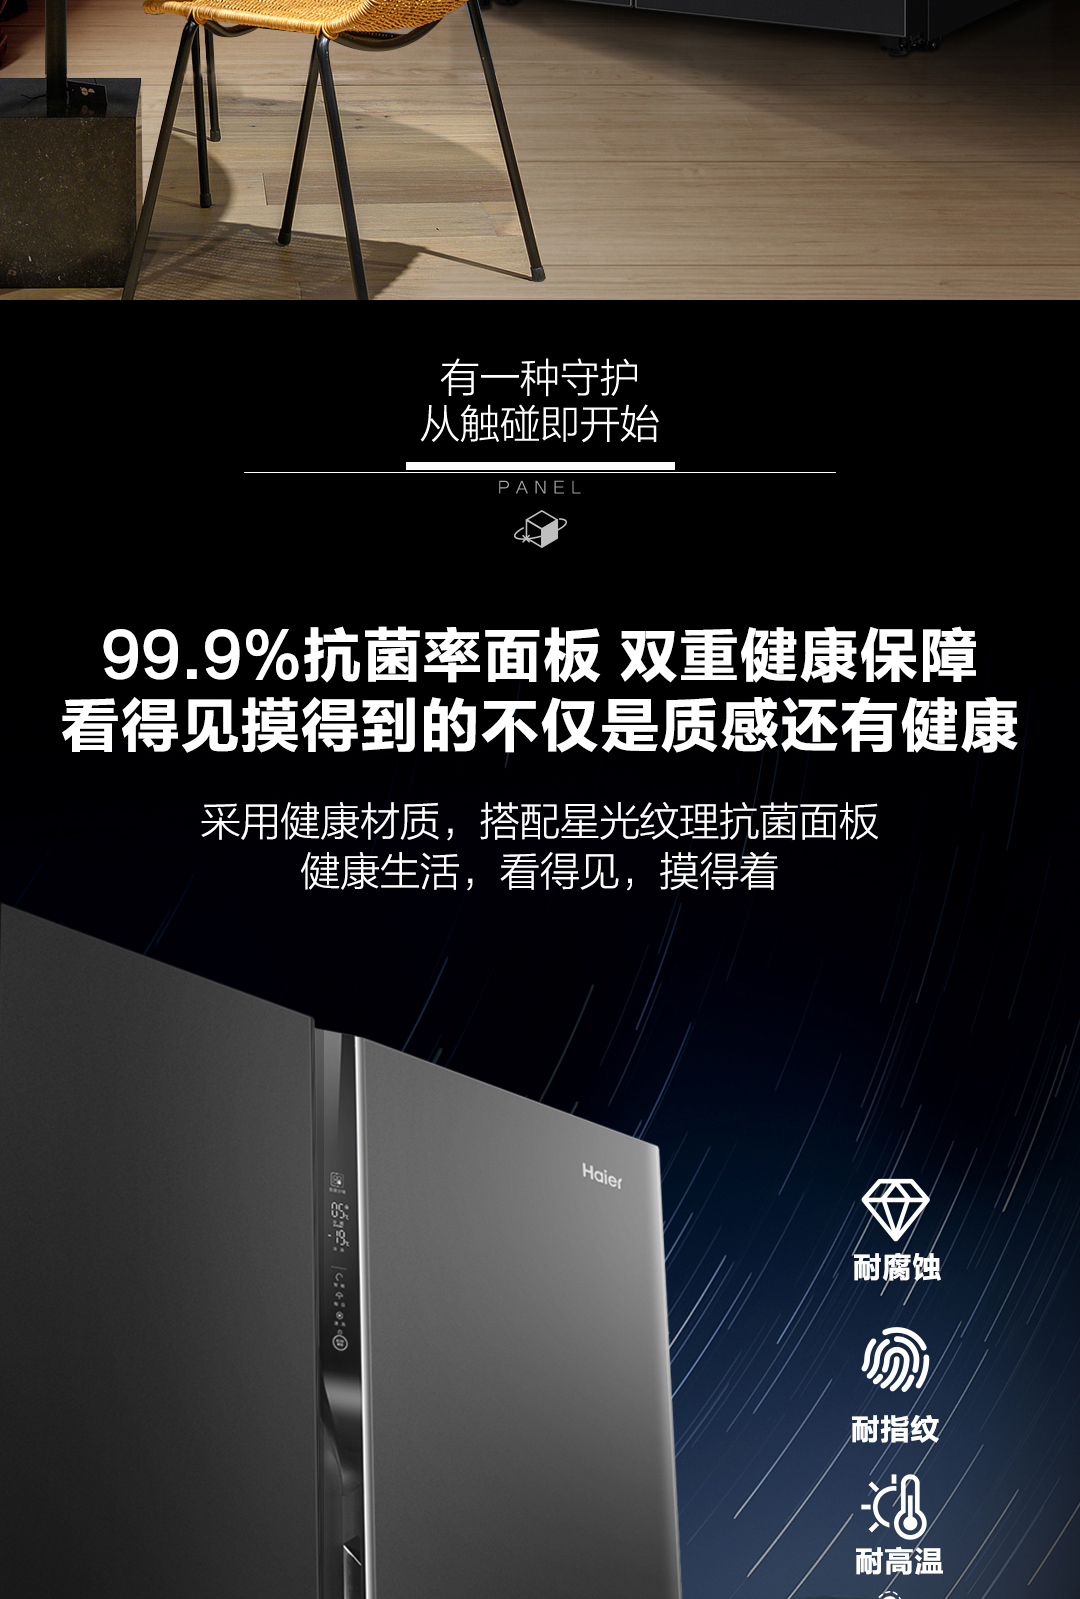 有一种守护
从触碰即开始
PANEL
99.9%抗菌率面板 双重健康保障
看得见摸得到的不仅是质感还有健康
采用健康材质，搭配星光纹理抗菌面板
健康生活，看得见，摸得着
Haier
05°C
-19°C
耐腐蚀
耐指纹
耐高温